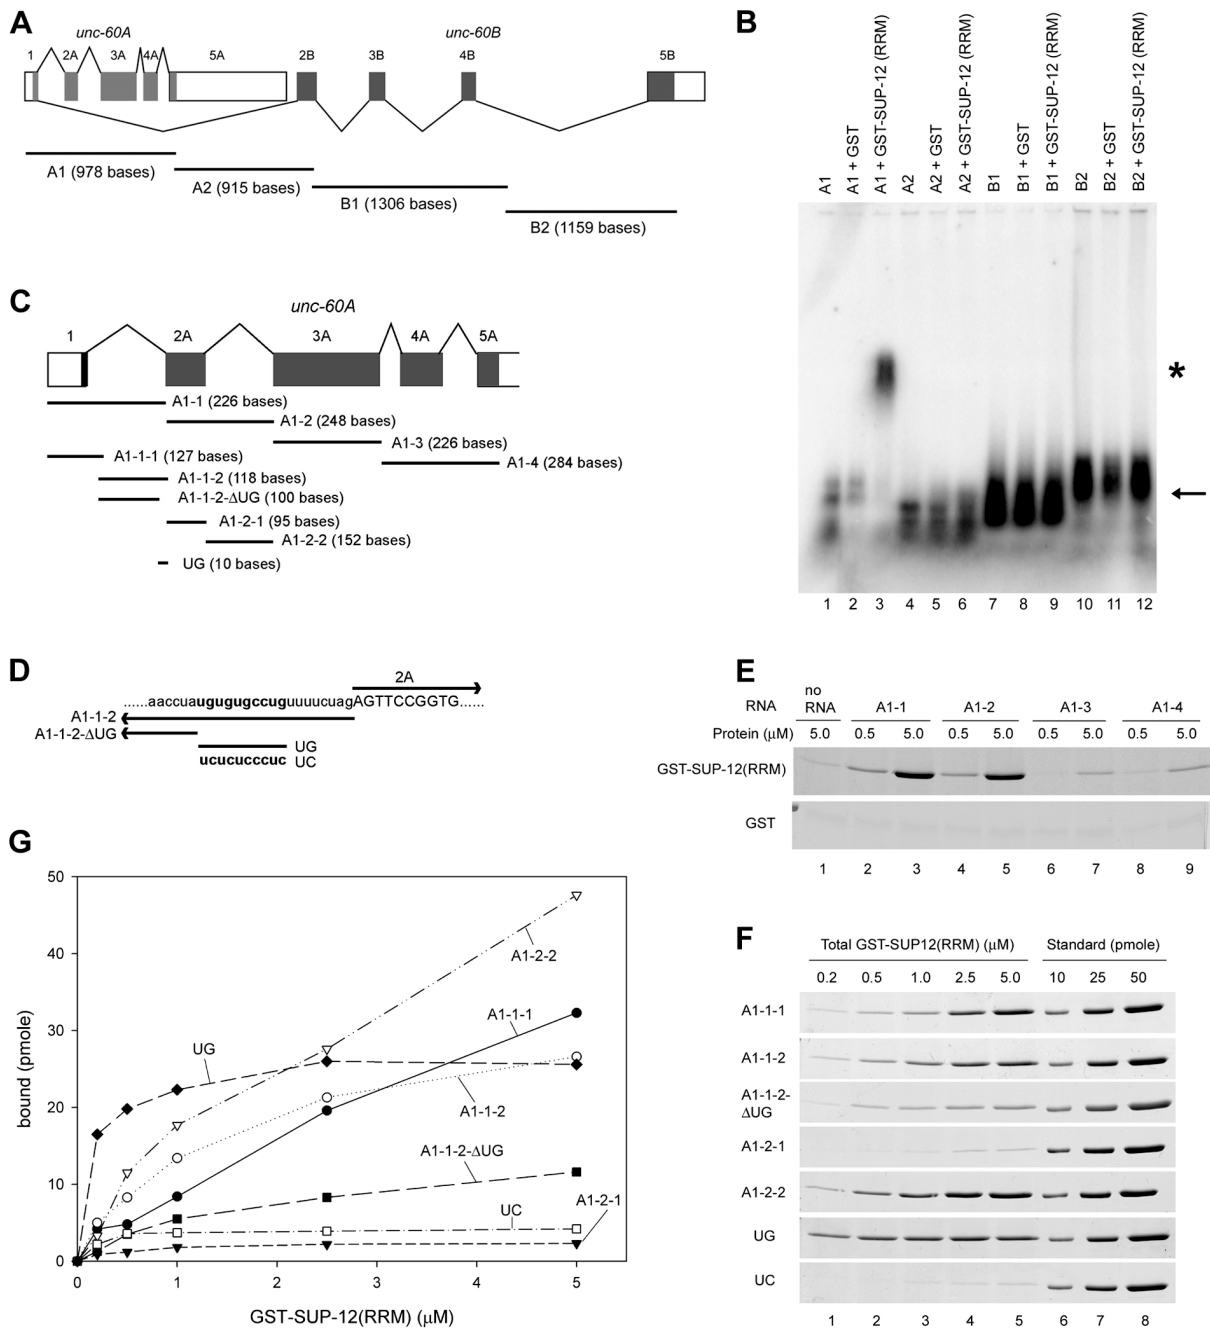 A
unc-60A
unc-60B
1 2A 3A 4A 5A 2B 3B 4B 5B
A1 (978 bases)
A2 (915 bases)
B1 (1306 bases)
B2 (1159 bases)
B
A1
A1 + GST
A1 + GST-SUP-12 (RRM)
A2
A2 + GST
A2 + GST-SUP-12 (RRM)
B1
B1 + GST
B1 + GST-SUP-12 (RRM)
B2
B2 + GST
B2 + GST-SUP-12 (RRM)
*
1 2 3 4 5 6 7 8 9 10 11 12
C
unc-60A
1 2A 3A 4A 5A
A1-1 (226 bases)
A1-2 (248 bases)
A1-3 (226 bases)
A1-1-1 (127 bases)
A1-4 (284 bases)
A1-1-2 (118 bases)
A1-1-2-ΔUG (100 bases)
A1-2-1 (95 bases)
A1-2-2 (152 bases)
UG (10 bases)
D
2A
......aaccuaugugugccuguuuucuagAGTTCCGGTG......
A1-1-2
A1-1-2-ΔUG
UG
ucucucccuc UC
E
RNA no RNA A1-1 A1-2 A1-3 A1-4
Protein (μM) 5.0 0.5 5.0 0.5 5.0 0.5 5.0 0.5 5.0
GST-SUP-12(RRM)
GST
1 2 3 4 5 6 7 8 9
F
Total GST-SUP12(RRM) (μM) Standard (pmole)
0.2 0.5 1.0 2.5 5.0 10 25 50
A1-1-1
A1-1-2
A1-1-2-
ΔUG
A1-2-1
A1-2-2
UG
UC
1 2 3 4 5 6 7 8
G
bound (pmole)
50
40
30
20
10
0
A1-2-2
A1-1-1
UG
A1-1-2
A1-1-2-ΔUG
A1-2-1
UC
0 1 2 3 4 5
GST-SUP-12(RRM) (μM)